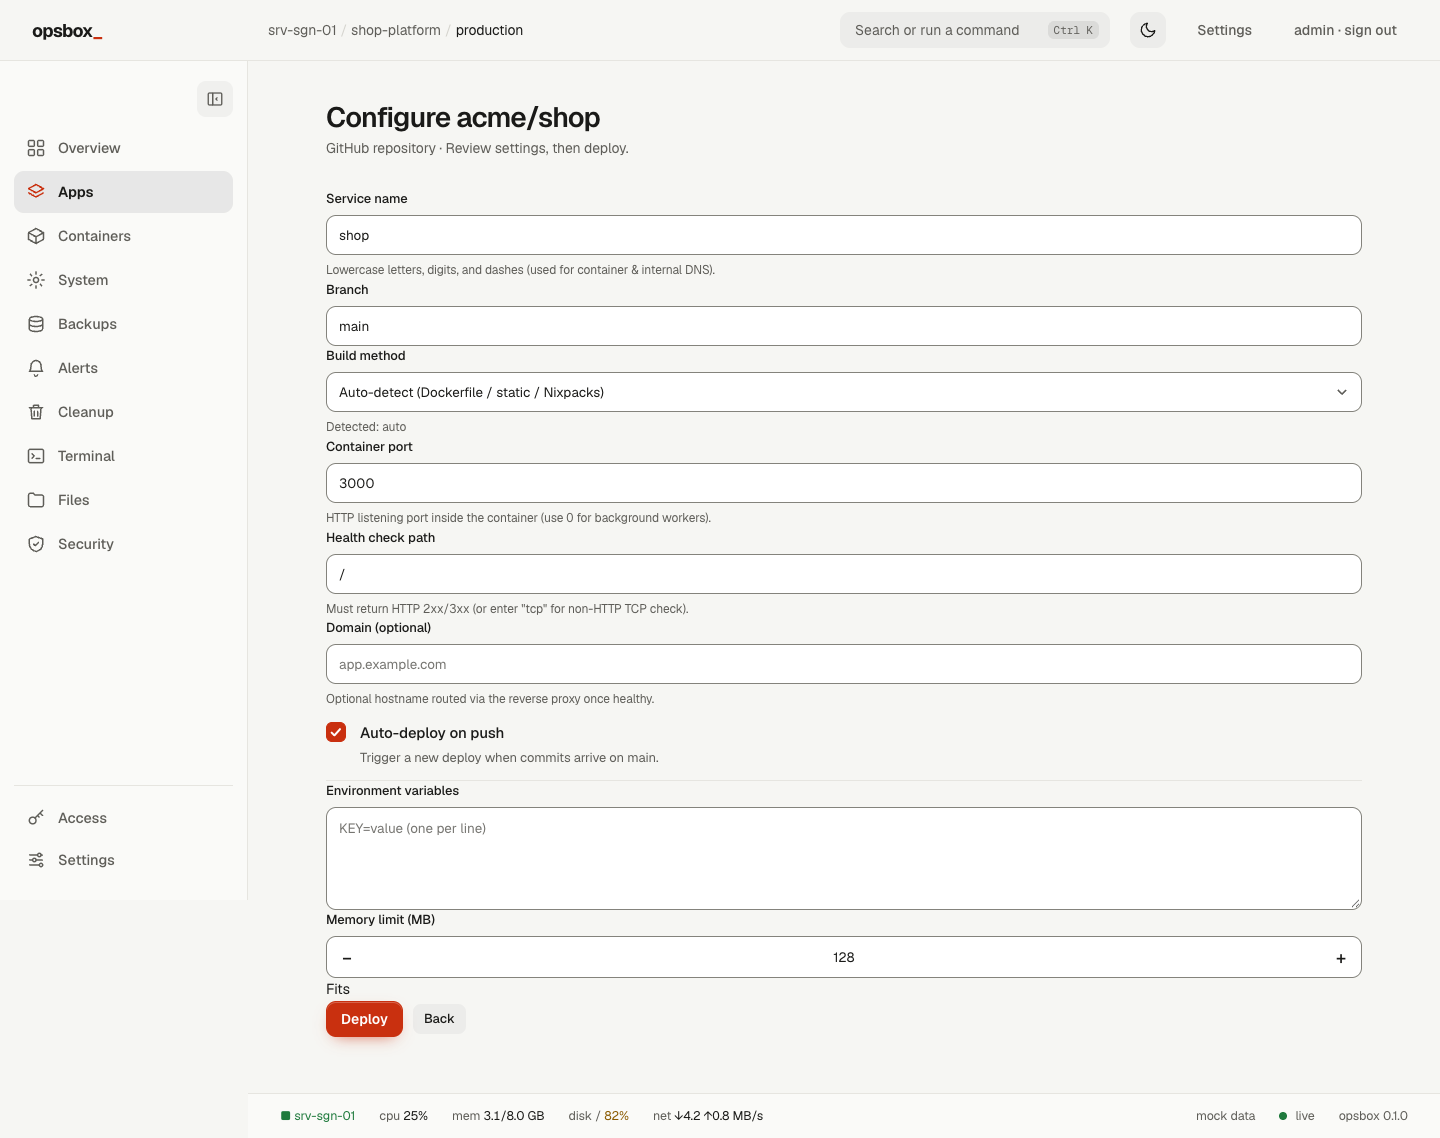 opsbox_
srv-sgn-01 / shop-platform / production
Search or run a command
Ctrl K
Settings
admin · sign out
Overview
Apps
Containers
System
Backups
Alerts
Cleanup
Terminal
Files
Security
Access
Settings
Configure acme/shop
GitHub repository · Review settings, then deploy.
Service name
shop
Lowercase letters, digits, and dashes (used for container & internal DNS).
Branch
main
Build method
Auto-detect (Dockerfile / static / Nixpacks)
Detected: auto
Container port
3000
HTTP listening port inside the container (use 0 for background workers).
Health check path
/
Must return HTTP 2xx/3xx (or enter "tcp" for non-HTTP TCP check).
Domain (optional)
app.example.com
Optional hostname routed via the reverse proxy once healthy.
Auto-deploy on push
Trigger a new deploy when commits arrive on main.
Environment variables
KEY=value (one per line)
Memory limit (MB)
− 128 +
Fits
Deploy
Back
srv-sgn-01 cpu 25% mem 3.1/8.0 GB disk / 82% net ↓4.2 ↑0.8 MB/s
mock data live opsbox 0.1.0